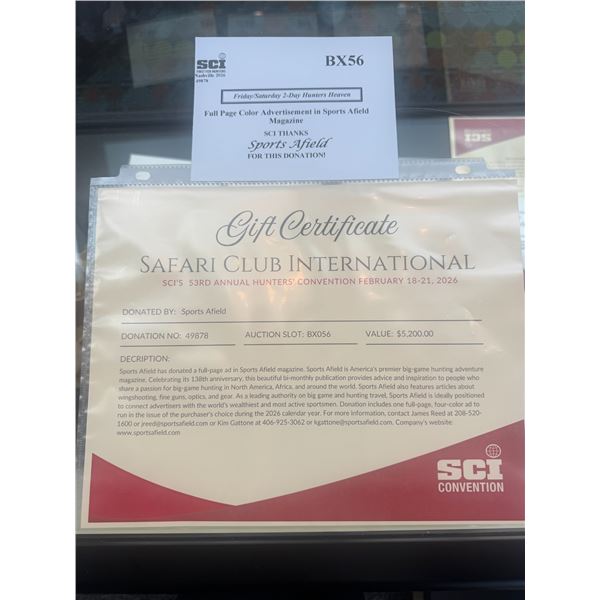 SCI
FIRST FOR HUNTERS
Nashville 2026
49878
BX56
Friday/Saturday 2-Day Hunters Heaven
Full Page Color Advertisement in Sports Afield
Magazine
SCI THANKS
Sports Afield
FOR THIS DONATION!
SCI
Gift Certificate
SAFARI CLUB INTERNATIONAL
SCI'S 53RD ANNUAL HUNTERS' CONVENTION FEBRUARY 18-21, 2026
DONATED BY: Sports Afield
DONATION NO: 49878 AUCTION SLOT: BX056 VALUE: $5,200.00
DECRIPTION:
Sports Afield has donated a full-page ad in Sports Afield magazine. Sports Afield is America's premier big-game hunting adventure
magazine. Celebrating its 138th anniversary, this beautiful bi-monthly publication provides advice and inspiration to people who
share a passion for big-game hunting in North America, Africa, and around the world. Sports Afield also features articles about
wingshooting, fine guns, optics, and gear. As a leading authority on big game and hunting travel, Sports Afield is ideally positioned
to connect advertisers with the world's wealthiest and most active sportsmen. Donation includes one full-page, four-color ad to
run in the issue of the purchaser's choice during the 2026 calendar year. For more information, contact James Reed at 208-520-
1600 or jreed@sportsafield.com or Kim Gattone at 406-925-3062 or kgattone@sportsafield.com. Company's website:
www.sportsafield.com
SCI
CONVENTION